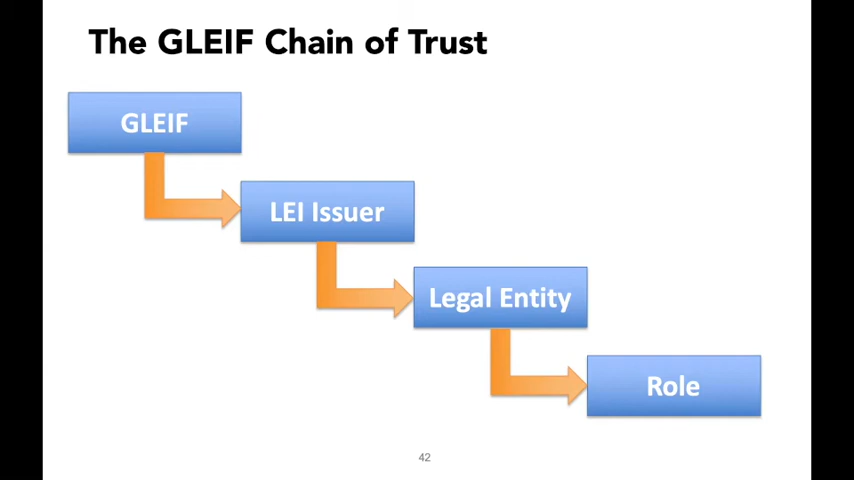 The GLEIF Chain of Trust
GLEIF
LEI Issuer
Legal Entity
Role
42